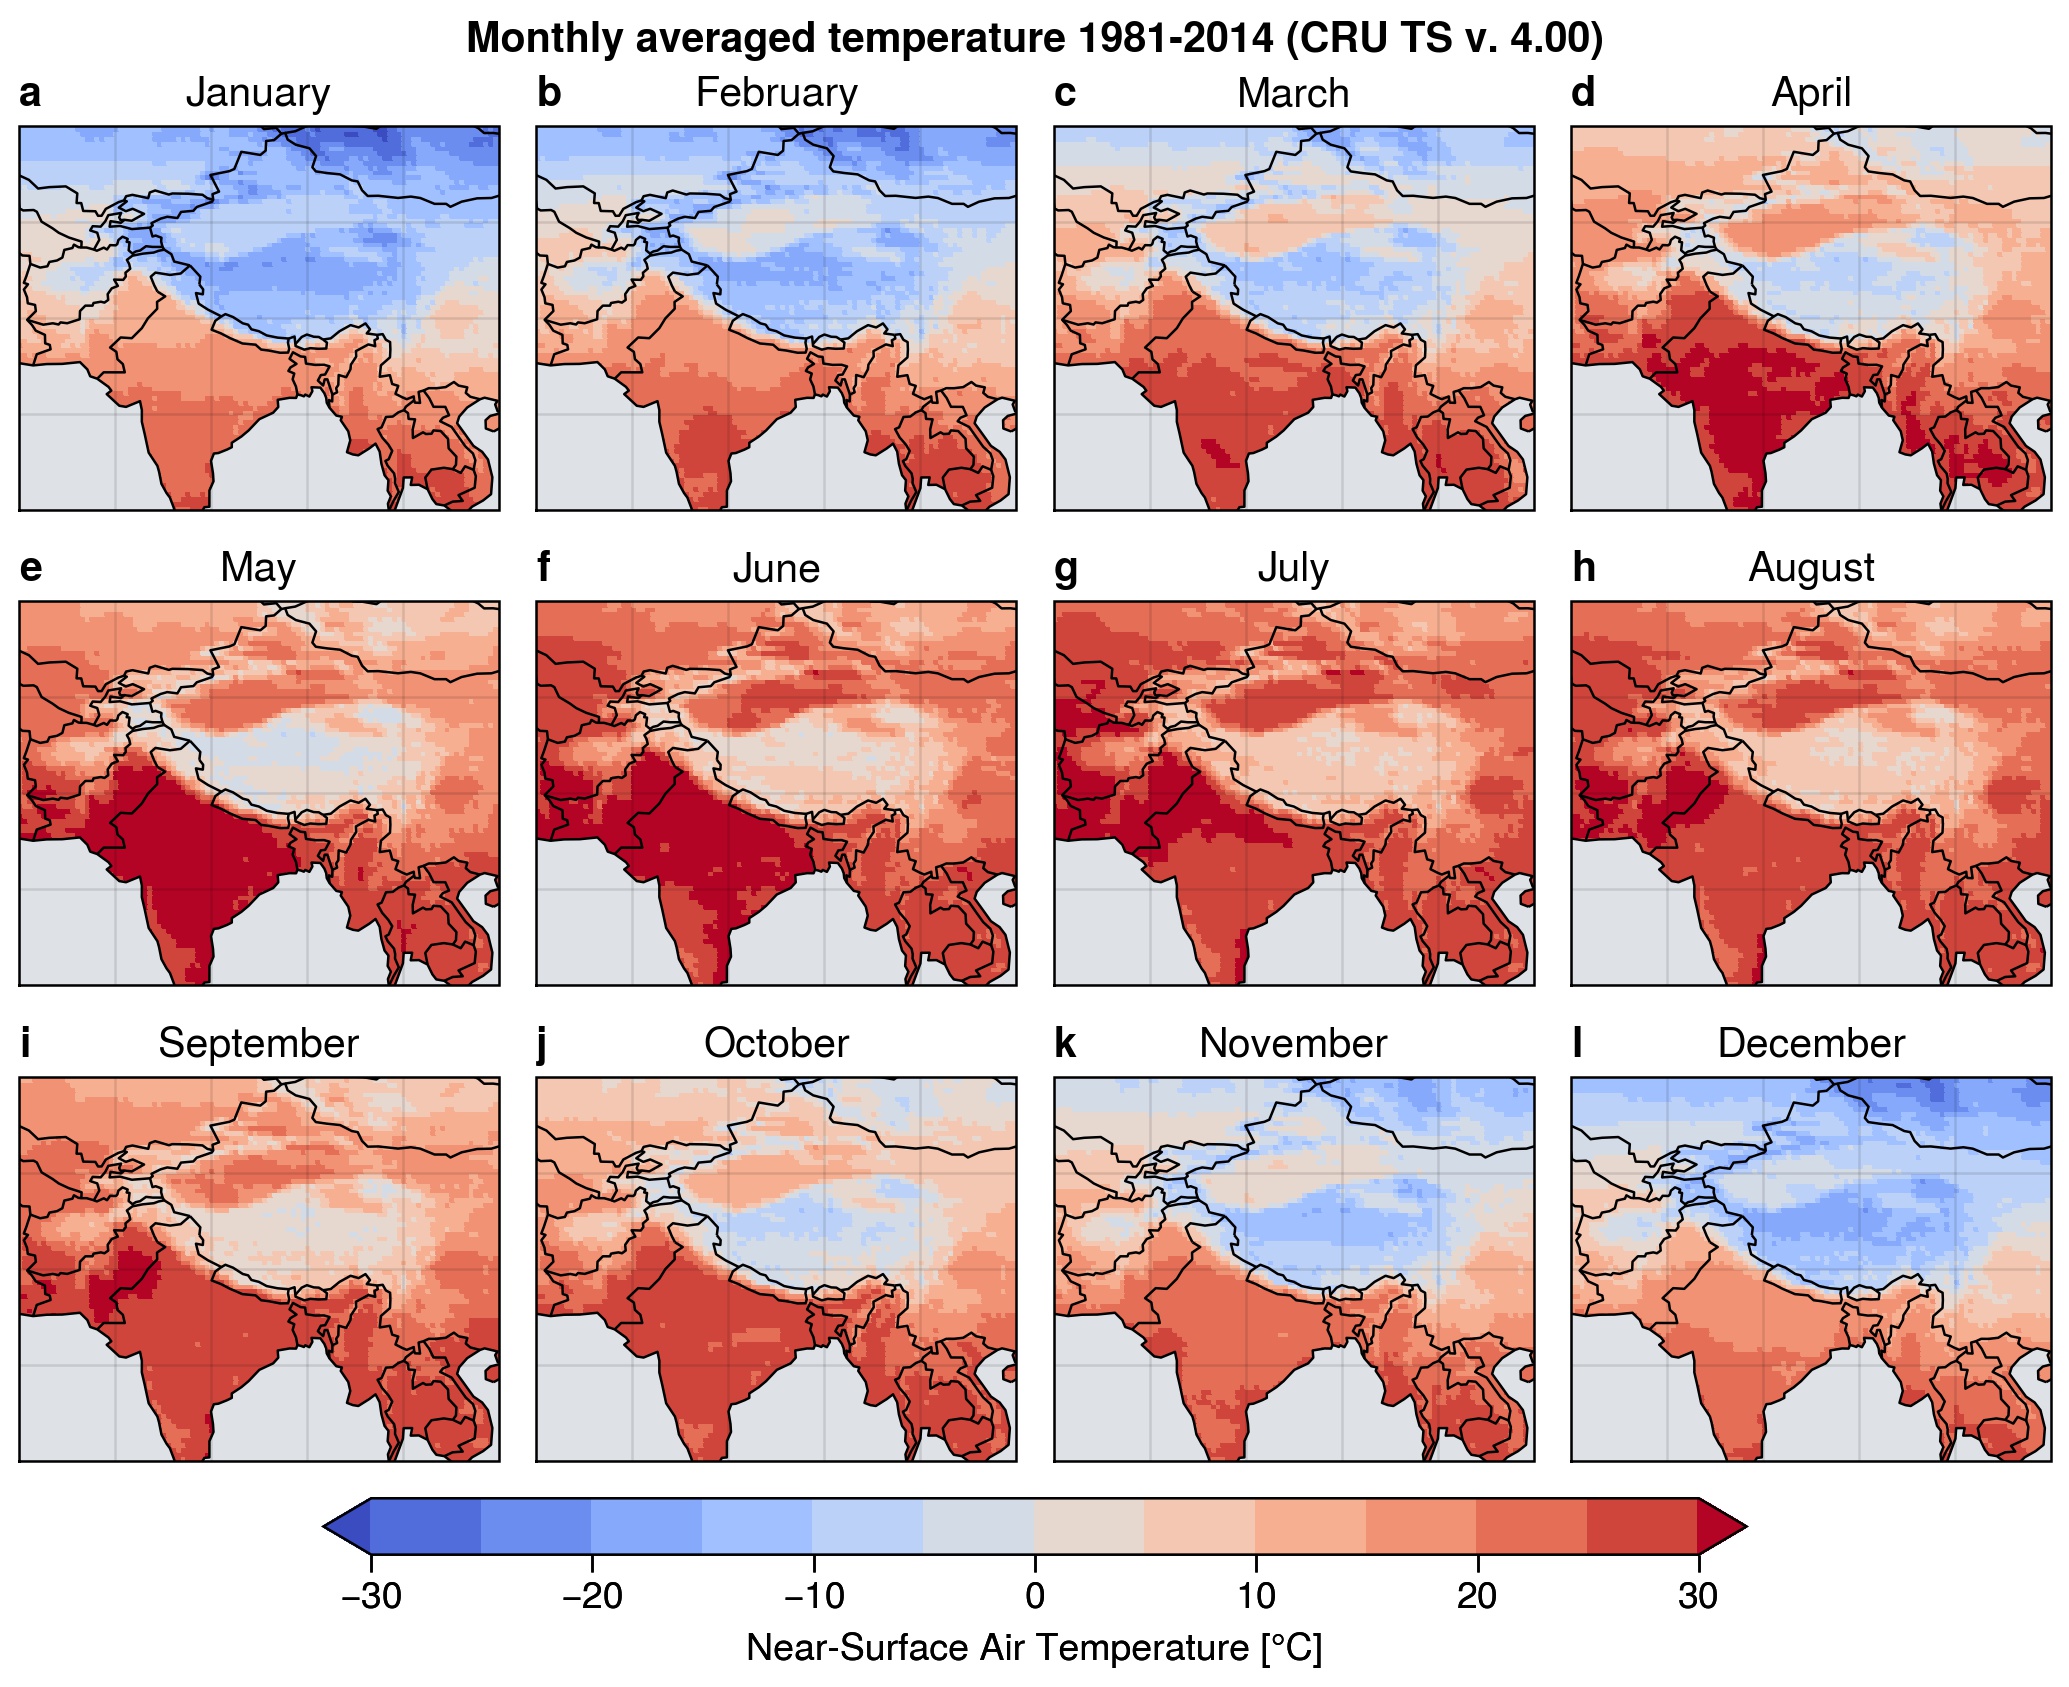 Monthly averaged temperature 1981-2014 (CRU TS v. 4.00)
a January
b February
c March
d April
e May
f June
g July
h August
i September
j October
k November
l December
−30 −20 −10 0 10 20 30
Near-Surface Air Temperature [°C]